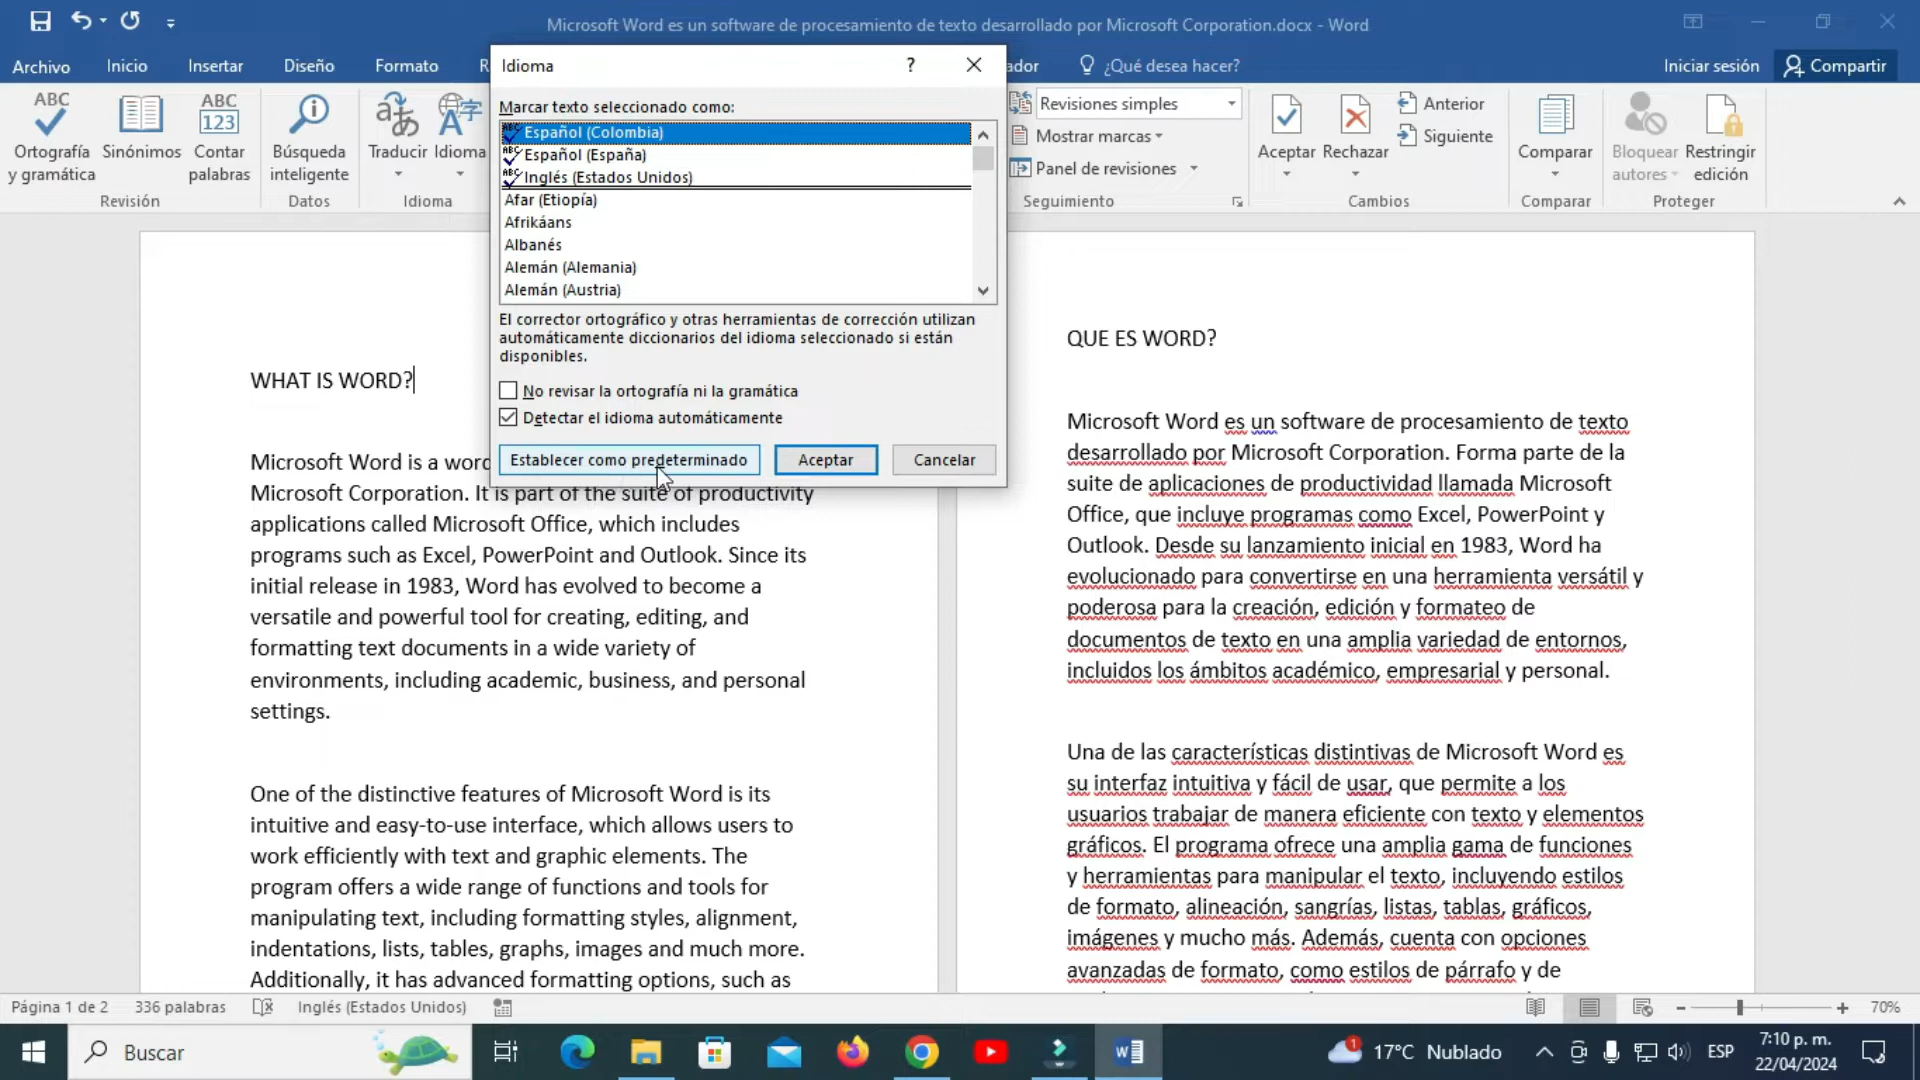 Microsoft Word es un software de procesamiento de texto desarrollado por Microsoft Corporation.docx - Word
Archivo
Inicio
Insertar
Diseño
Formato
R
ador
¿Qué desea hacer?
Iniciar sesión
Compartir
ABC
Ortografía
y gramática
Sinónimos
ABC
123
Contar
palabras
Revisión
Búsqueda
inteligente
Datos
Traducir
Idioma
Idioma
Revisiones simples
Mostrar marcas
Panel de revisiones
Seguimiento
Aceptar
Rechazar
Anterior
Siguiente
Cambios
Comparar
Comparar
Bloquear
autores
Restringir
edición
Proteger
Idioma
?
Marcar texto seleccionado como:
Español (Colombia)
Español (España)
Inglés (Estados Unidos)
Afar (Etiopía)
Afrikáans
Albanés
Alemán (Alemania)
Alemán (Austria)
El corrector ortográfico y otras herramientas de corrección utilizan
automáticamente diccionarios del idioma seleccionado si están
disponibles.
No revisar la ortografía ni la gramática
Detectar el idioma automáticamente
Establecer como predeterminado
Aceptar
Cancelar
WHAT IS WORD?
Microsoft Word is a word
Microsoft Corporation. It is part of the suite of productivity
applications called Microsoft Office, which includes
programs such as Excel, PowerPoint and Outlook. Since its
initial release in 1983, Word has evolved to become a
versatile and powerful tool for creating, editing, and
formatting text documents in a wide variety of
environments, including academic, business, and personal
settings.
One of the distinctive features of Microsoft Word is its
intuitive and easy-to-use interface, which allows users to
work efficiently with text and graphic elements. The
program offers a wide range of functions and tools for
manipulating text, including formatting styles, alignment,
indentations, lists, tables, graphs, images and much more.
Additionally, it has advanced formatting options, such as
QUE ES WORD?
Microsoft Word es un software de procesamiento de texto
desarrollado por Microsoft Corporation. Forma parte de la
suite de aplicaciones de productividad llamada Microsoft
Office, que incluye programas como Excel, PowerPoint y
Outlook. Desde su lanzamiento inicial en 1983, Word ha
evolucionado para convertirse en una herramienta versátil y
poderosa para la creación, edición y formateo de
documentos de texto en una amplia variedad de entornos,
incluidos los ámbitos académico, empresarial y personal.
Una de las características distintivas de Microsoft Word es
su interfaz intuitiva y fácil de usar, que permite a los
usuarios trabajar de manera eficiente con texto y elementos
gráficos. El programa ofrece una amplia gama de funciones
y herramientas para manipular el texto, incluyendo estilos
de formato, alineación, sangrías, listas, tablas, gráficos,
imágenes y mucho más. Además, cuenta con opciones
avanzadas de formato, como estilos de párrafo y de
Página 1 de 2
336 palabras
Inglés (Estados Unidos)
70%
Buscar
1
17°C Nublado
ESP
7:10 p. m.
22/04/2024